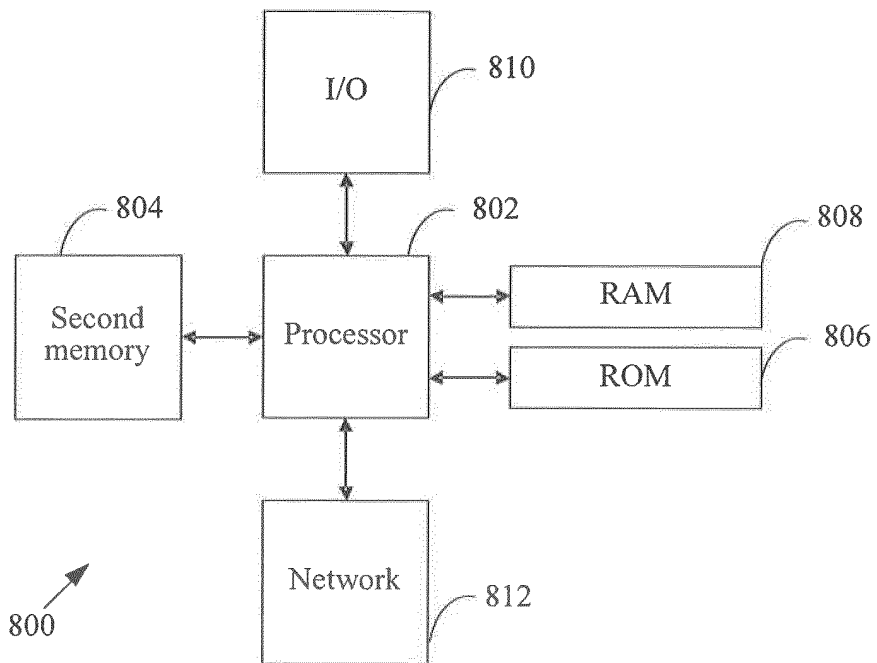 I/O
810
804
802
808
Second
memory
Processor
RAM
806
ROM
Network
812
800